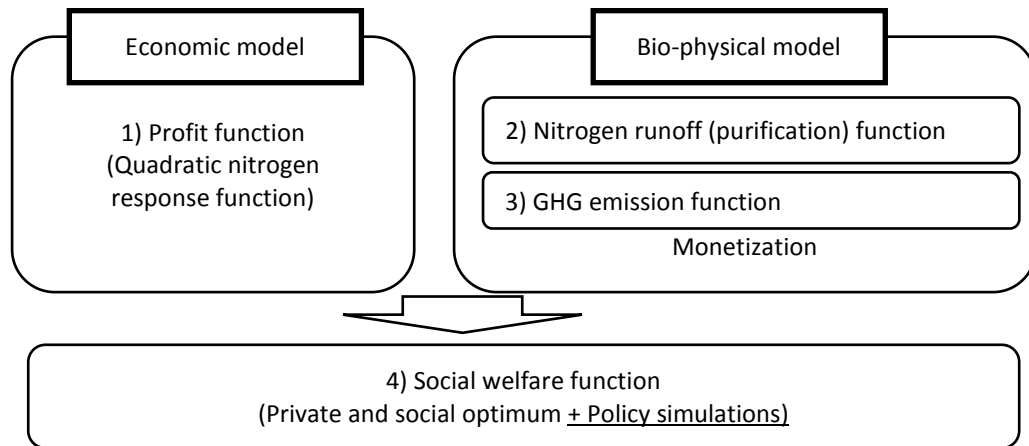 Economic model
1) Profit function
(Quadratic nitrogen
response function)
Bio-physical model
2) Nitrogen runoff (purification) function
3) GHG emission function
Monetization
4) Social welfare function
(Private and social optimum + Policy simulations)